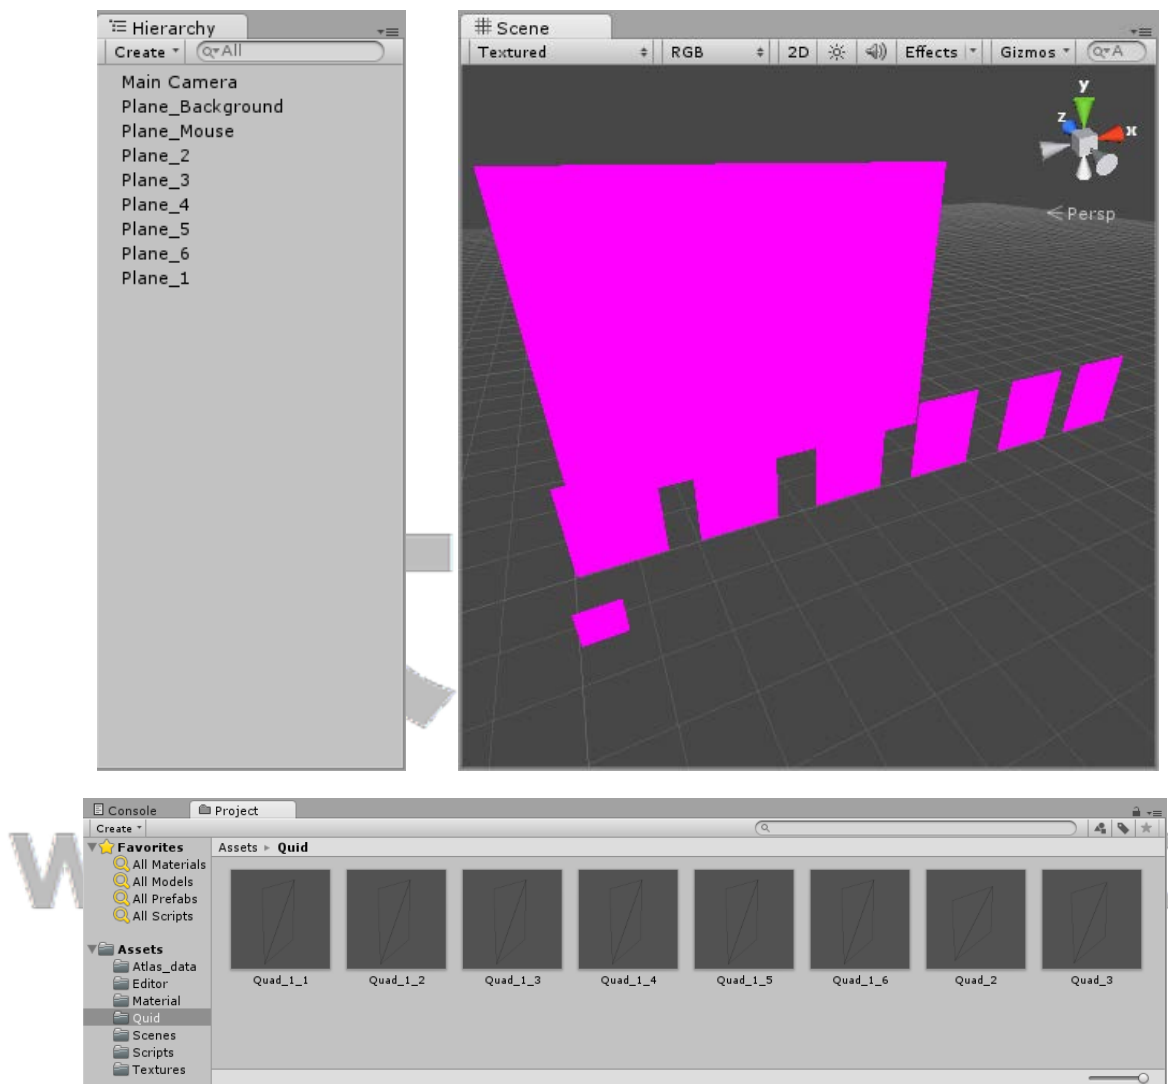 Hierarchy
Create All
Main Camera
Plane_Background
Plane_Mouse
Plane_2
Plane_3
Plane_4
Plane_5
Plane_6
Plane_1
Scene
Textured RGB 2D Effects Gizmos A
y
z x
Persp
Console Project
Create
Favorites
All Materials
All Models
All Prefabs
All Scripts
Assets
Atlas_data
Editor
Material
Quid
Scenes
Scripts
Textures
Assets Quid
Quad_1_1 Quad_1_2 Quad_1_3 Quad_1_4 Quad_1_5 Quad_1_6 Quad_2 Quad_3